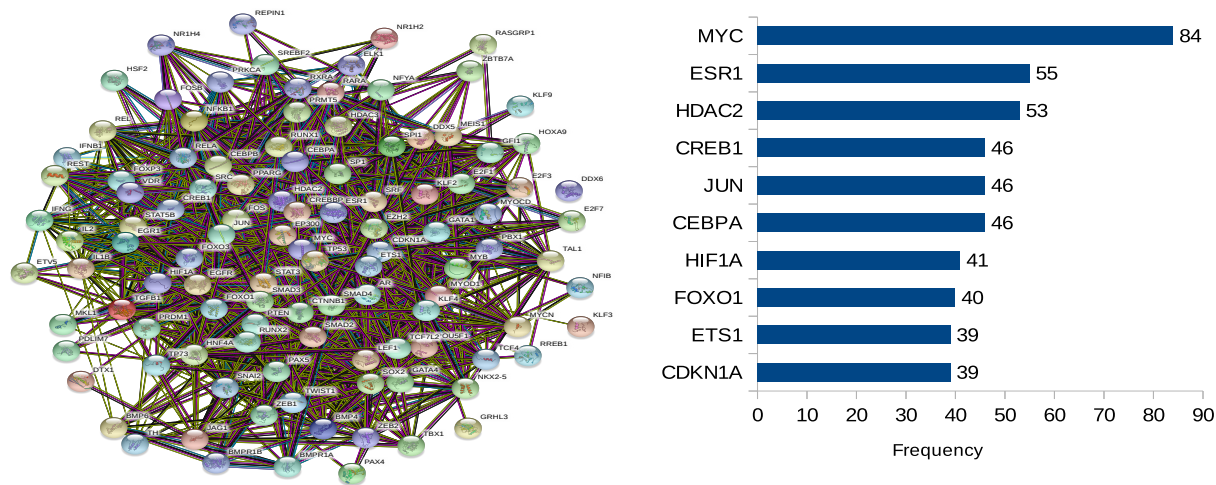 REPIN1
NR1H4
NR1H2
RASGRP1
SREBF2
ELK1
ZBTB7A
HSF2
PRKCA
RXRA
RARA
NFYA
FOSB
KLF9
PRMT5
NFKB1
HDAC3
REL
DDX5
MEIS1
HOXA9
RUNX1
SPI1
IFNB1
RELA
CEBPB
CEBPA
GFI1
REST
FOXP3
SP1
SRC
PPARG
E2F1
E2F3
DDX6
VDR
HDAC2
SRF
KLF2
CREB1
CREBBP
ESR1
IFNG
STAT5B
FOS
EZH2
GATA1
MYOCD
E2F7
IL2
EGR1
JUN
EP300
MYC
CDKN1A
PBX1
TP53
FOXO3
ETS1
TAL1
ETV5
IL1B
HIF1A
EGFR
STAT3
MYB
AR
NFIB
TGFB1
FOXO1
SMAD3
SMAD4
MYOD1
CTNNB1
KLF4
MKL1
PRDM1
PTEN
MYCN
KLF3
RUNX2
SMAD2
TCF7L2
POU5F1
PDLIM7
HNF4A
LEF1
TCF4
RREB1
TP73
PAX5
DTX1
SNAI2
SOX2
GATA4
NKX2-5
TWIST1
BMP6
ZEB1
JAG1
BMP4
GRHL3
TH
ZEB2
TBX1
BMPR1B
BMPR1A
PAX4
MYC 84
ESR1 55
HDAC2 53
CREB1 46
JUN 46
CEBPA 46
HIF1A 41
FOXO1 40
ETS1 39
CDKN1A 39
0 10 20 30 40 50 60 70 80 90
Frequency